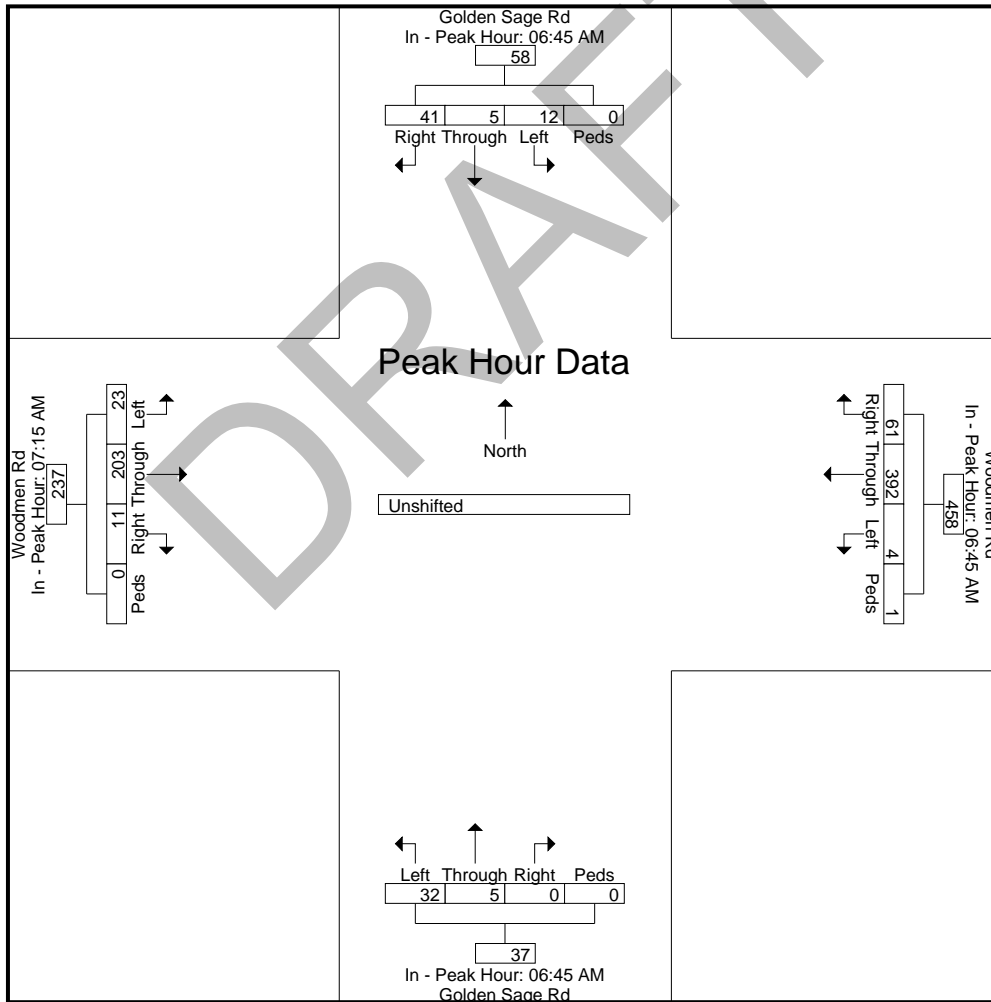 Golden Sage Rd
In - Peak Hour: 06:45 AM
58
41 5 12 0
Right Through Left Peds
DRAFT
Peak Hour Data
North
Unshifted
Woodmen Rd
In - Peak Hour: 07:15 AM
237
23 203 11 0
Left Through Right Peds
Woodmen Rd
In - Peak Hour: 06:45 AM
458
61 392 4 1
Right Through Left Peds
Left Through Right Peds
32 5 0 0
37
In - Peak Hour: 06:45 AM
Golden Sage Rd